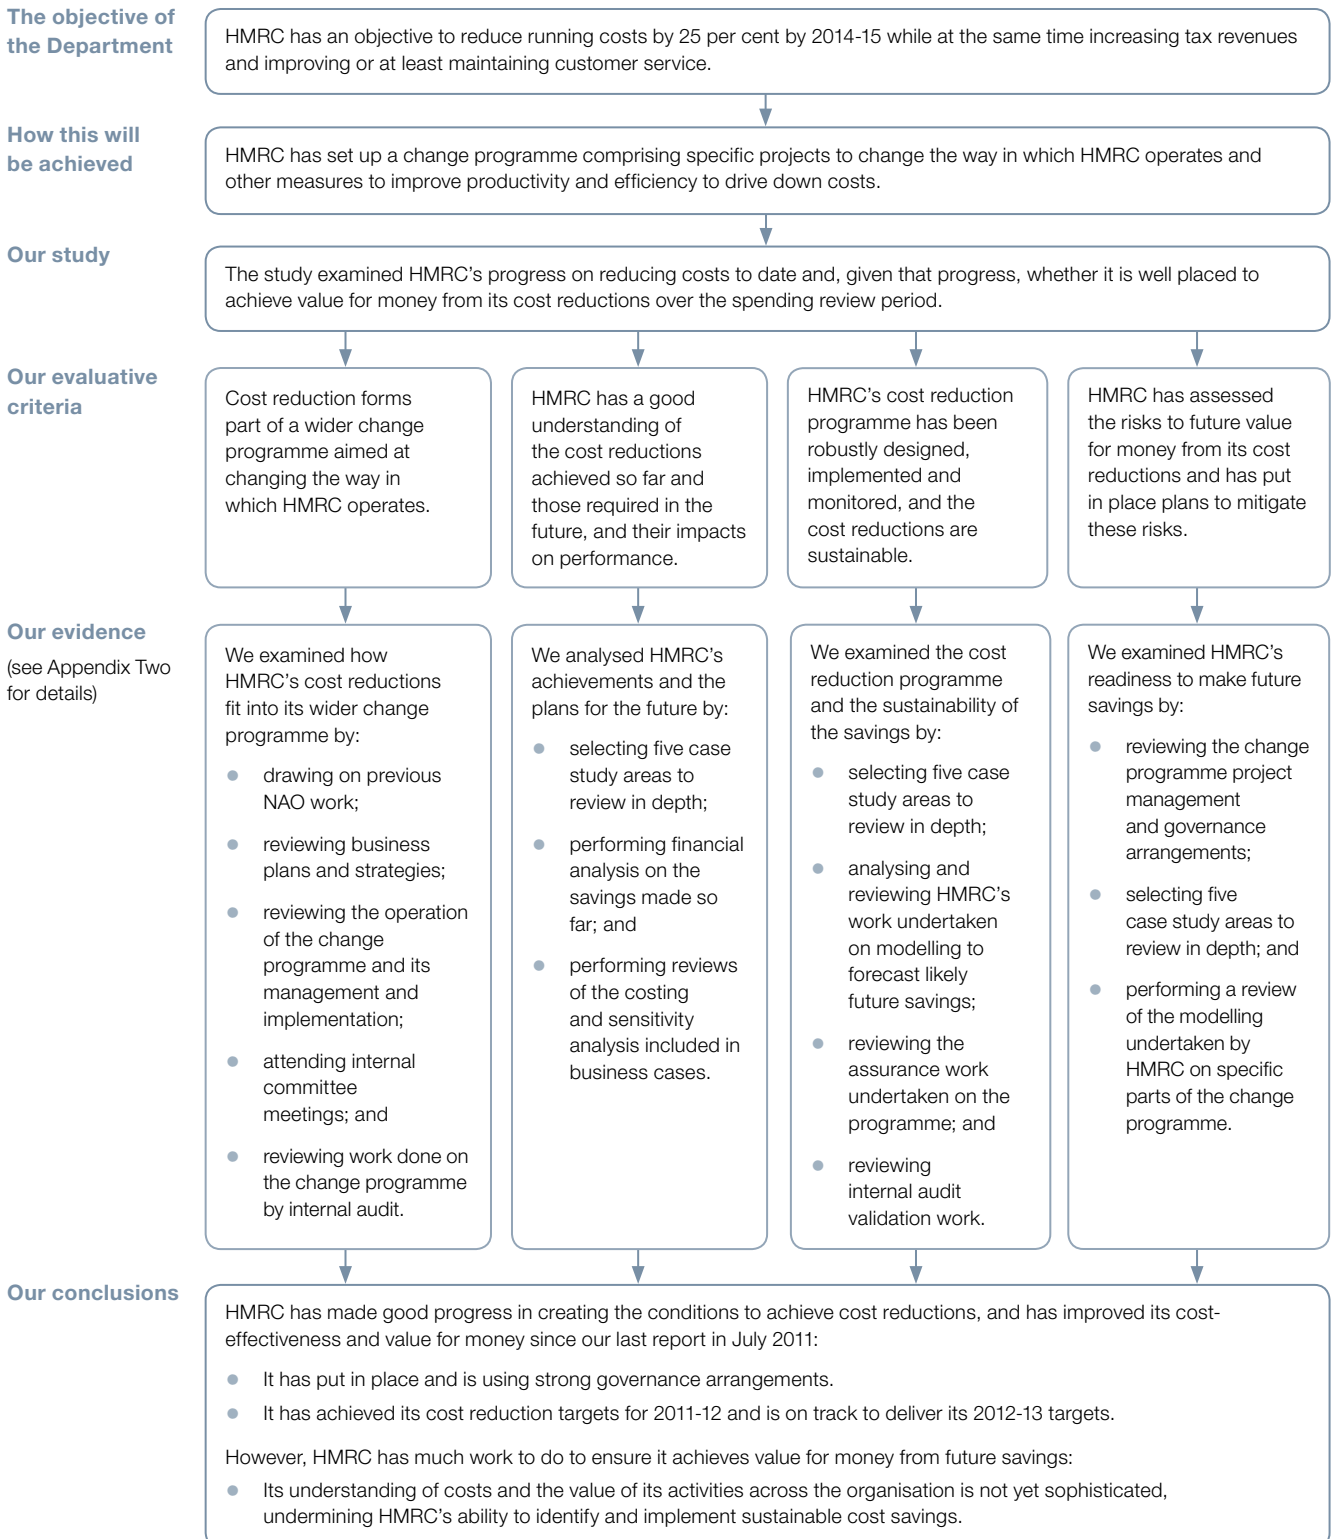 The objective of
the Department
HMRC has an objective to reduce running costs by 25 per cent by 2014-15 while at the same time increasing tax revenues
and improving or at least maintaining customer service.
How this will
be achieved
HMRC has set up a change programme comprising specific projects to change the way in which HMRC operates and
other measures to improve productivity and efficiency to drive down costs.
Our study
The study examined HMRC's progress on reducing costs to date and, given that progress, whether it is well placed to
achieve value for money from its cost reductions over the spending review period.
Our evaluative
criteria
Cost reduction forms
part of a wider change
programme aimed at
changing the way in
which HMRC operates.
HMRC has a good
understanding of
the cost reductions
achieved so far and
those required in the
future, and their impacts
on performance.
HMRC's cost reduction
programme has been
robustly designed,
implemented and
monitored, and the
cost reductions are
sustainable.
HMRC has assessed
the risks to future value
for money from its cost
reductions and has put
in place plans to mitigate
these risks.
Our evidence
(see Appendix Two
for details)
We examined how
HMRC's cost reductions
fit into its wider change
programme by:
● drawing on previous
NAO work;
● reviewing business
plans and strategies;
● reviewing the operation
of the change
programme and its
management and
implementation;
● attending internal
committee
meetings; and
● reviewing work done on
the change programme
by internal audit.
We analysed HMRC's
achievements and the
plans for the future by:
● selecting five case
study areas to
review in depth;
● performing financial
analysis on the
savings made so
far; and
● performing reviews
of the costing
and sensitivity
analysis included in
business cases.
We examined the cost
reduction programme
and the sustainability of
the savings by:
● selecting five case
study areas to
review in depth;
● analysing and
reviewing HMRC's
work undertaken
on modelling to
forecast likely
future savings;
● reviewing the
assurance work
undertaken on the
programme; and
● reviewing
internal audit
validation work.
We examined HMRC's
readiness to make future
savings by:
● reviewing the change
programme project
management
and governance
arrangements;
● selecting five
case study areas to
review in depth; and
● performing a review
of the modelling
undertaken by
HMRC on specific
parts of the change
programme.
Our conclusions
HMRC has made good progress in creating the conditions to achieve cost reductions, and has improved its cost-
effectiveness and value for money since our last report in July 2011:
● It has put in place and is using strong governance arrangements.
● It has achieved its cost reduction targets for 2011-12 and is on track to deliver its 2012-13 targets.
However, HMRC has much work to do to ensure it achieves value for money from future savings:
● Its understanding of costs and the value of its activities across the organisation is not yet sophisticated,
undermining HMRC's ability to identify and implement sustainable cost savings.